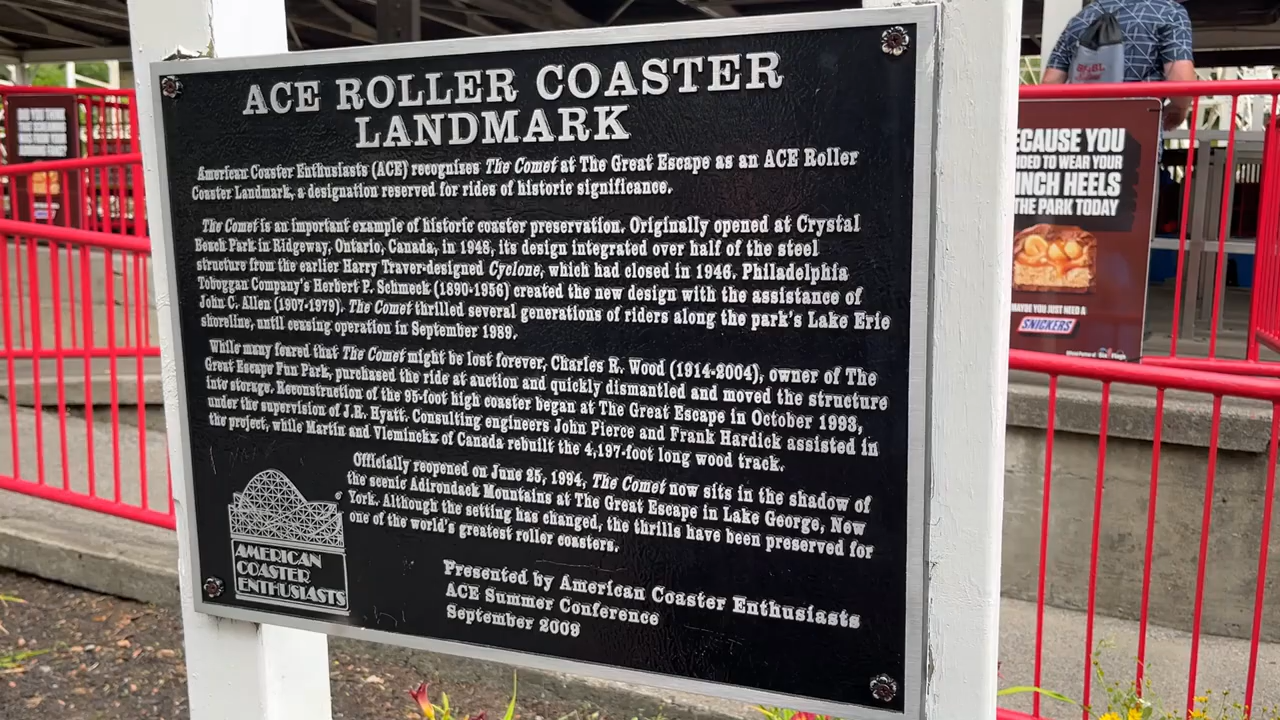 ACE ROLLER COASTER
LANDMARK
American Coaster Enthusiasts (ACE) recognizes The Comet at The Great Escape as an ACE Roller
Coaster Landmark, a designation reserved for rides of historic significance.
The Comet is an important example of historic coaster preservation. Originally opened at Crystal
Beach Park in Ridgeway, Ontario, Canada, in 1948, its design integrated over half of the steel
structure from the earlier Harry Traver-designed Cyclone, which had closed in 1946. Philadelphia
Toboggan Company's Herbert P. Schmeck (1890-1956) created the new design with the assistance of
John C. Allen (1907-1979). The Comet thrilled several generations of riders along the park's Lake Erie
shoreline, until ceasing operation in September 1989.
While many feared that The Comet might be lost forever, Charles R. Wood (1914-2004), owner of The
Great Escape Fun Park, purchased the ride at auction and quickly dismantled and moved the structure
into storage. Reconstruction of the 95-foot high coaster began at The Great Escape in October 1993,
under the supervision of J.R. Hyatt. Consulting engineers John Pierce and Frank Hardick assisted in
the project, while Martin and Vleminckx of Canada rebuilt the 4,197-foot long wood track.
Officially reopened on June 25, 1994, The Comet now sits in the shadow of
the scenic Adirondack Mountains at The Great Escape in Lake George, New
York. Although the setting has changed, the thrills have been preserved for
one of the world's greatest roller coasters.
AMERICAN
COASTER
ENTHUSIASTS
Presented by American Coaster Enthusiasts
ACE Summer Conference
September 2009
ECAUSE YOU
IDED TO WEAR YOUR
INCH HEELS
THE PARK TODAY
MAYBE YOU JUST NEED A
SNICKERS